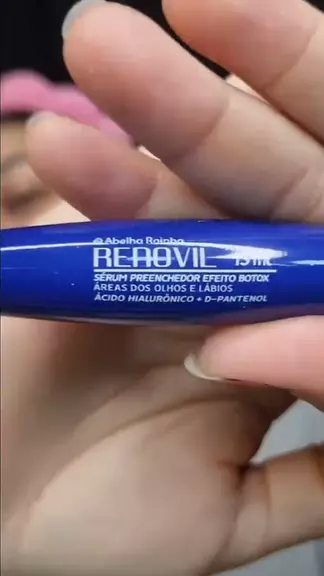 Abelha Rainha
RENOVIL 15 ml
SÉRUM PREENCHEDOR EFEITO BOTOX
ÁREAS DOS OLHOS E LÁBIOS
ÁCIDO HIALURÔNICO + D-PANTENOL